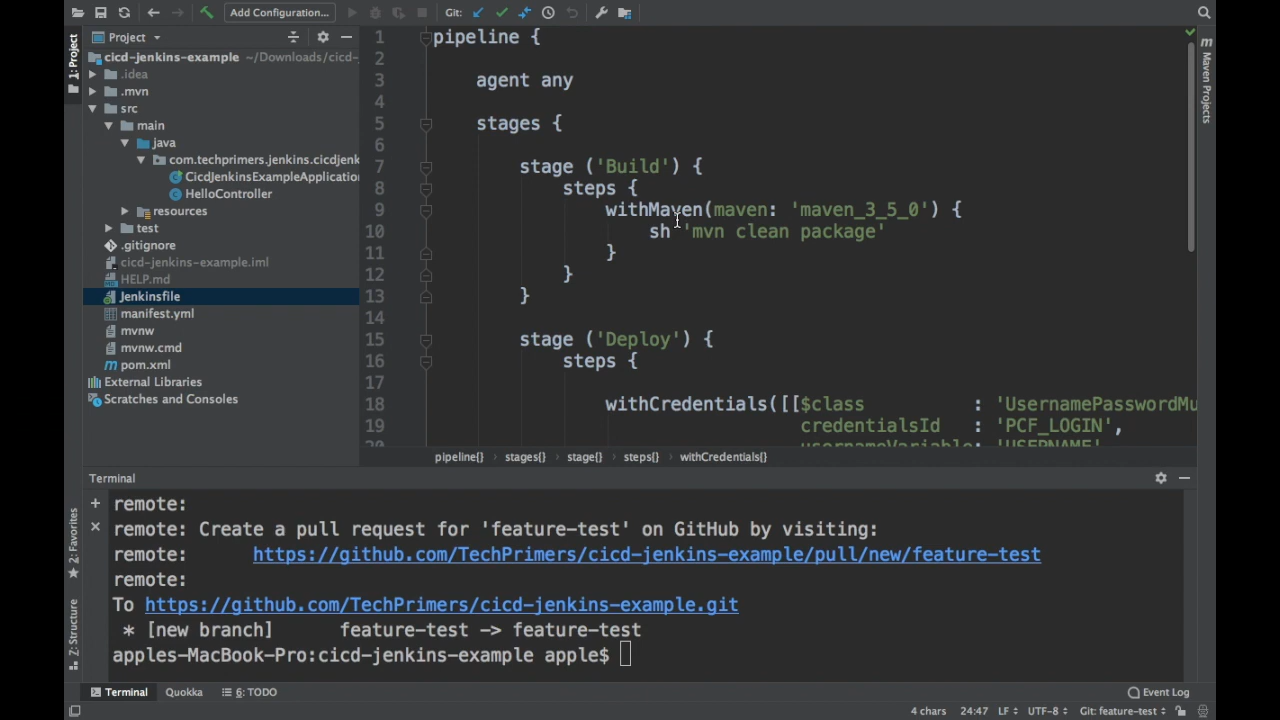 Add Configuration...
Git:
1: Project
Project
cicd-jenkins-example ~/Downloads/cicd-
.idea
.mvn
src
main
java
com.techprimers.jenkins.cicdjenk
CicdJenkinsExampleApplication
HelloController
resources
test
.gitignore
cicd-jenkins-example.iml
HELP.md
Jenkinsfile
manifest.yml
mvnw
mvnw.cmd
pom.xml
External Libraries
Scratches and Consoles
1 pipeline {
2
3 agent any
4
5 stages {
6
7 stage ('Build') {
8 steps {
9 withMaven(maven: 'maven_3_5_0') {
10 sh 'mvn clean package'
11 }
12 }
13 }
14
15 stage ('Deploy') {
16 steps {
17
18 withCredentials([[$class : 'UsernamePasswordMu
19 credentialsId : 'PCF_LOGIN',
20 usernameVariable: 'USERNAME'
pipeline{} › stages{} › stage{} › steps{} › withCredentials{}
m Maven Projects
Terminal
remote:
remote: Create a pull request for 'feature-test' on GitHub by visiting:
remote: https://github.com/TechPrimers/cicd-jenkins-example/pull/new/feature-test
remote:
To https://github.com/TechPrimers/cicd-jenkins-example.git
* [new branch] feature-test -> feature-test
apples-MacBook-Pro:cicd-jenkins-example apple$
2: Favorites
Z: Structure
Terminal Quokka 6: TODO Event Log
4 chars 24:47 LF UTF-8 Git: feature-test